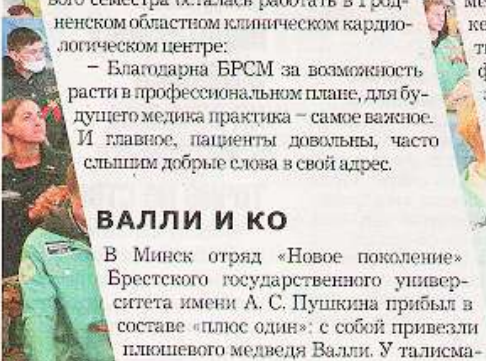 вого семестра осталась работать в Грод-
ненском областном клиническом кардио-
логическом центре:
– Благодарна БРСМ за возможность
расти в профессиональном плане, для бу-
дущего медика практика – самое важное.
И главное, пациенты довольны, часто
слышим добрые слова в свой адрес.
ВАЛЛИ И КО
В Минск отряд «Новое поколение»
Брестского государственного универ-
ситета имени А. С. Пушкина прибыл в
составе «плюс один»: с собой привезли
плюшевого медведя Валли. У талисма-